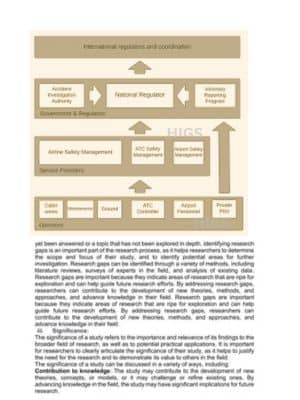 International regulators and coordination
Accident
Investigation
Authority
National Regulator
Voluntary
Reporting
Program
Government & Regulators
HIGS
Airline Safety Management
ATC Safety
Management
Airport Safety
Management
Service Providers
Cabin
crews
Maintenance
Ground
ATC
Controller
Airport
Personnel
Private
Pilot
yet been answered or a topic that has not been explored in depth. Identifying research
gaps is an important part of the research process, as it helps researchers to determine
the scope and focus of their study, and to identify potential areas for further
investigation. Research gaps can be identified through a variety of methods, including
literature reviews, surveys of experts in the field, and analysis of existing data.
Research gaps are important because they indicate areas of research that are ripe for
exploration and can help guide future research efforts. By addressing research gaps,
researchers can contribute to the development of new theories, methods, and
approaches, and advance knowledge in their field. Research gaps are important
because they indicate areas of research that are ripe for exploration and can help
guide future research efforts. By addressing research gaps, researchers can
contribute to the development of new theories, methods, and approaches, and
advance knowledge in their field.
Significance:
The significance of a study refers to the importance and relevance of its findings to the
broader field of research, as well as to potential practical applications. It is important
for researchers to clearly articulate the significance of their study, as it helps to justify
the need for the research and to demonstrate its value to others in the field.
The significance of a study can be discussed in a variety of ways, including:
Contribution to knowledge: The study may contribute to the development of new
theories, concepts, or models, or it may challenge or refine existing ones. By
advancing knowledge in the field, the study may have significant implications for future
research.